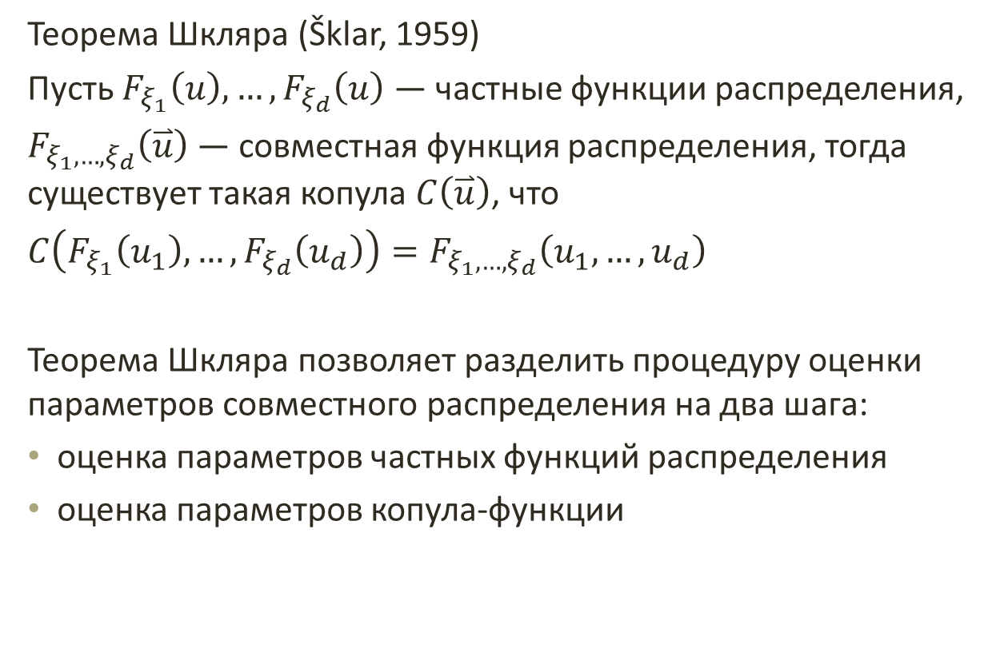 Теорема Шкляра (Šklar, 1959)
Пусть $F_{\xi_1}(u), \dots, F_{\xi_d}(u)$ — частные функции распределения,
$F_{\xi_1,\dots,\xi_d}(\vec{u})$ — совместная функция распределения, тогда
существует такая копула $C(\vec{u})$, что
$C\left(F_{\xi_1}(u_1), \dots, F_{\xi_d}(u_d)\right) = F_{\xi_1,\dots,\xi_d}(u_1, \dots, u_d)$
Теорема Шкляра позволяет разделить процедуру оценки
параметров совместного распределения на два шага:
• оценка параметров частных функций распределения
• оценка параметров копула-функции